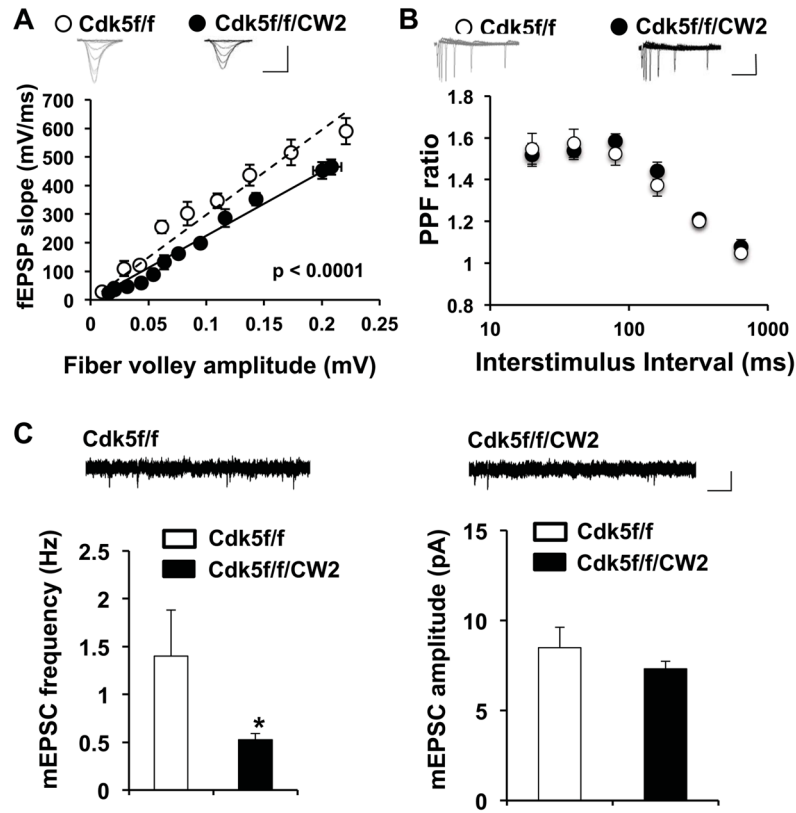 A
Cdk5f/f
Cdk5f/f/CW2
fEPSP slope (mV/ms)
700
600
500
400
300
200
100
0
p < 0.0001
0
0.05
0.1
0.15
0.2
0.25
Fiber volley amplitude (mV)
B
Cdk5f/f
Cdk5f/f/CW2
PPF ratio
1.8
1.6
1.4
1.2
1
0.8
10
100
1000
Interstimulus Interval (ms)
C
Cdk5f/f
Cdk5f/f/CW2
mEPSC frequency (Hz)
2.5
2
1.5
1
0.5
0
Cdk5f/f
Cdk5f/f/CW2
*
mEPSC amplitude (pA)
15
10
5
0
Cdk5f/f
Cdk5f/f/CW2